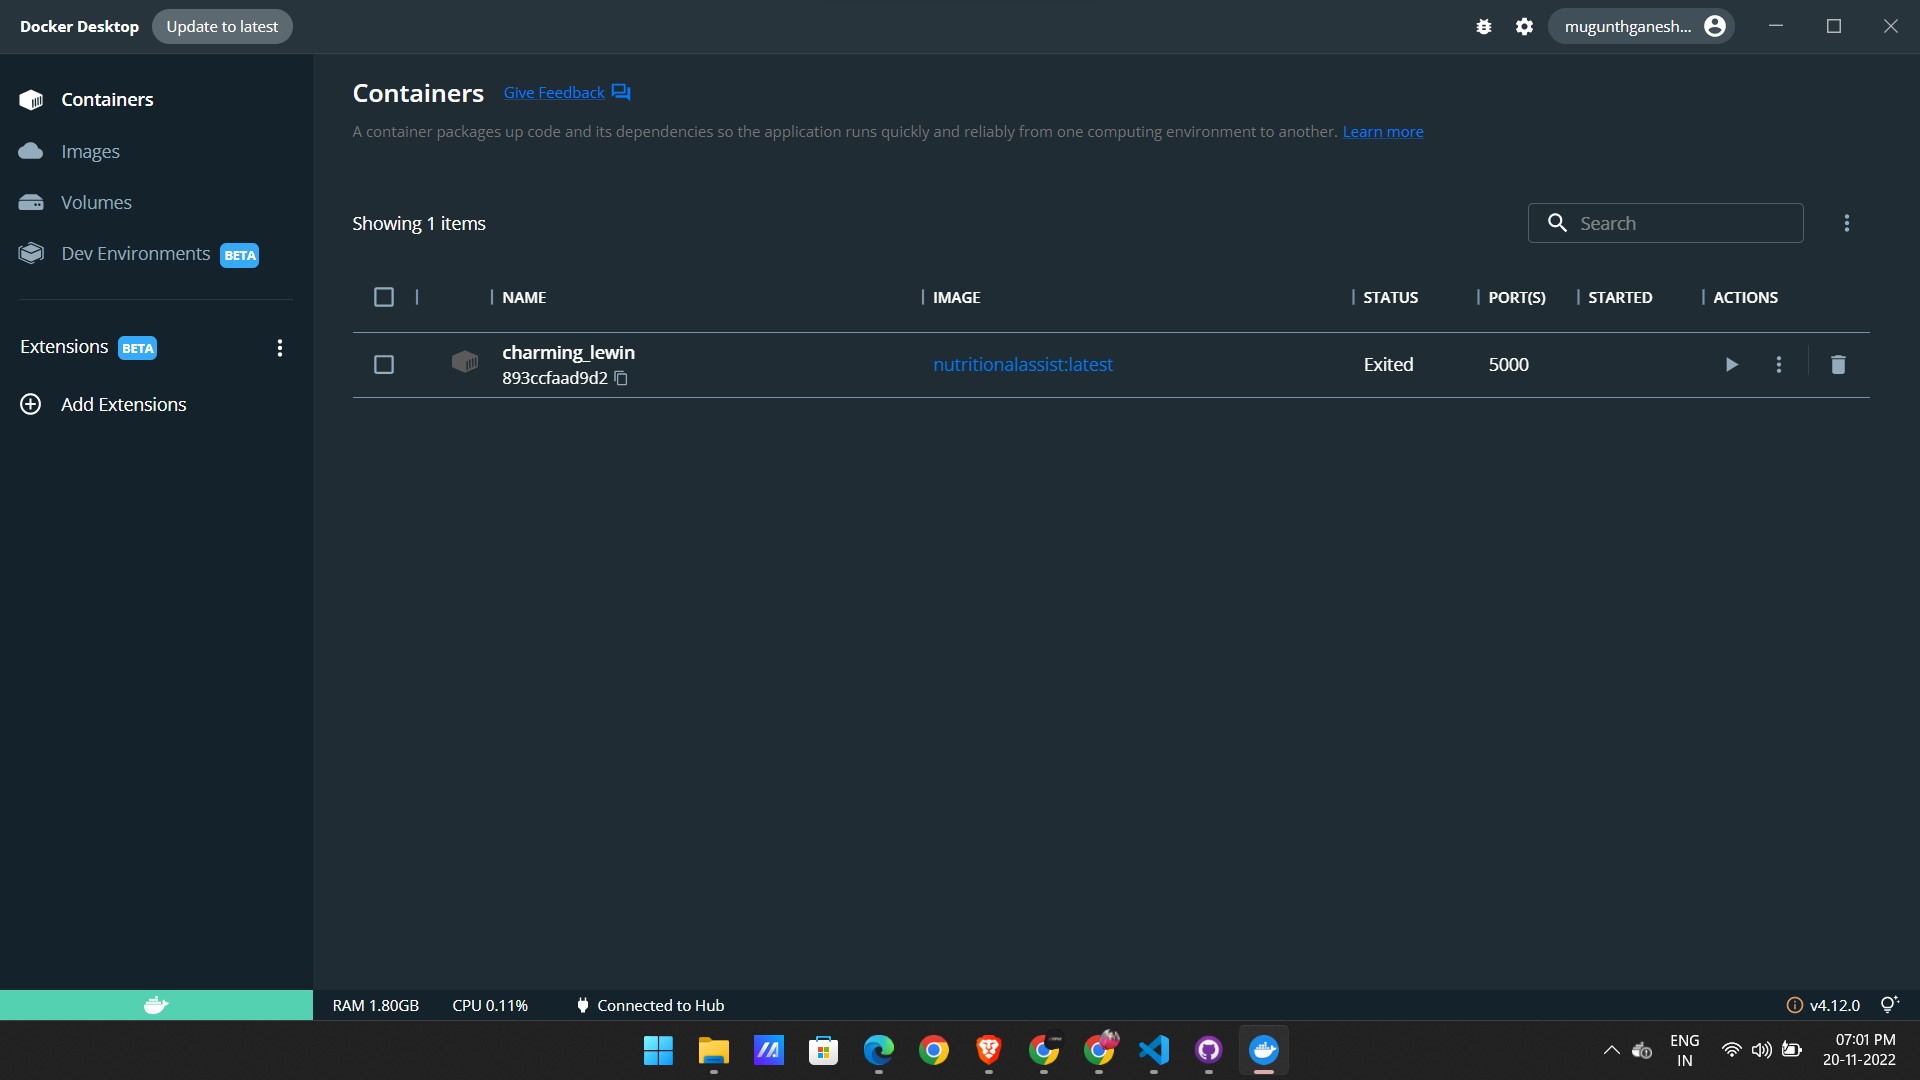 Docker Desktop
Update to latest
mugunthganesh...
Containers
Images
Volumes
Dev Environments BETA
Extensions BETA
Add Extensions
Containers Give Feedback
A container packages up code and its dependencies so the application runs quickly and reliably from one computing environment to another. Learn more
Showing 1 items
Search
NAME IMAGE STATUS PORT(S) STARTED ACTIONS
charming_lewin
893ccfaad9d2
nutritionalassist:latest
Exited
5000
RAM 1.80GB CPU 0.11% Connected to Hub
v4.12.0
ENG
IN
07:01 PM
20-11-2022